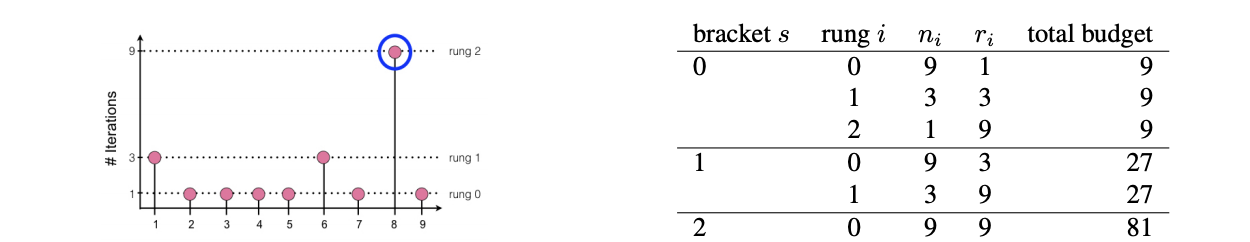 9
rung 2
# Iterations
3
rung 1
1
rung 0
1 2 3 4 5 6 7 8 9
bracket s rung i nᵢ rᵢ total budget
0 0 9 1 9
1 3 3 9
2 1 9 9
1 0 9 3 27
1 3 9 27
2 0 9 9 81